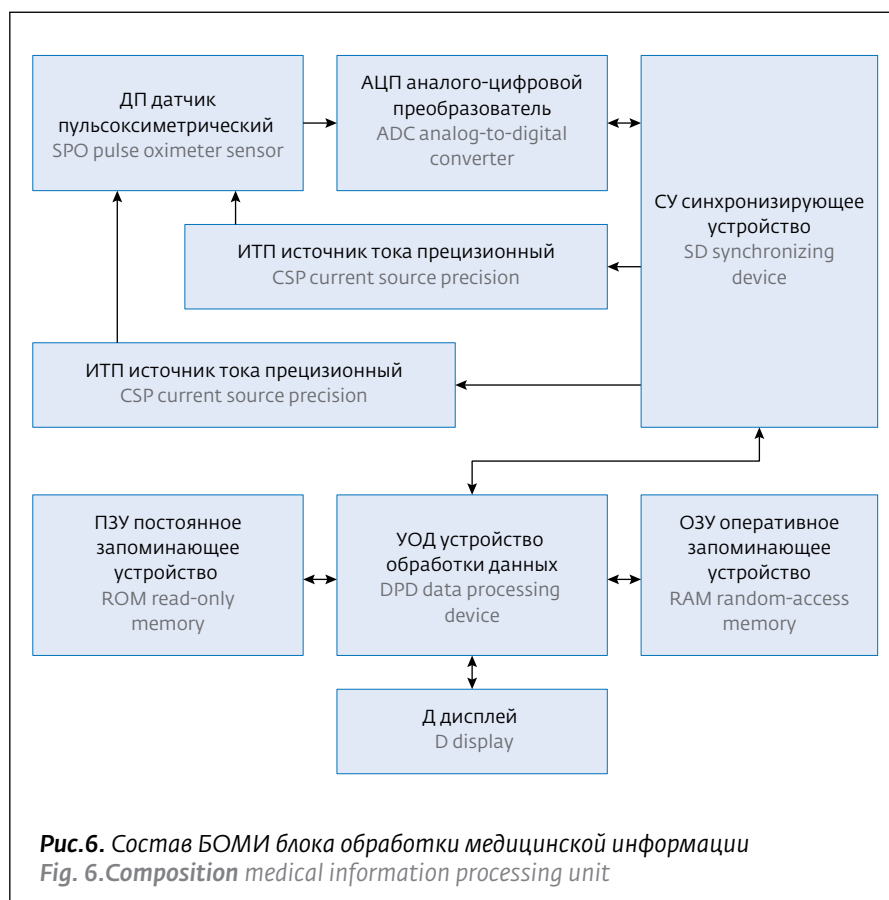 ДП датчик
пульсоксиметрический
SPO pulse oximeter sensor
АЦП аналого-цифровой
преобразователь
ADC analog-to-digital
converter
СУ синхронизирующее
устройство
SD synchronizing
device
ИТП источник тока прецизионный
CSP current source precision
ИТП источник тока прецизионный
CSP current source precision
ПЗУ постоянное
запоминающее
устройство
ROM read-only
memory
УОД устройство
обработки данных
DPD data processing
device
ОЗУ оперативное
запоминающее
устройство
RAM random-access
memory
Д дисплей
D display
Рис.6. Состав БОМИ блока обработки медицинской информации
Fig. 6.Composition medical information processing unit